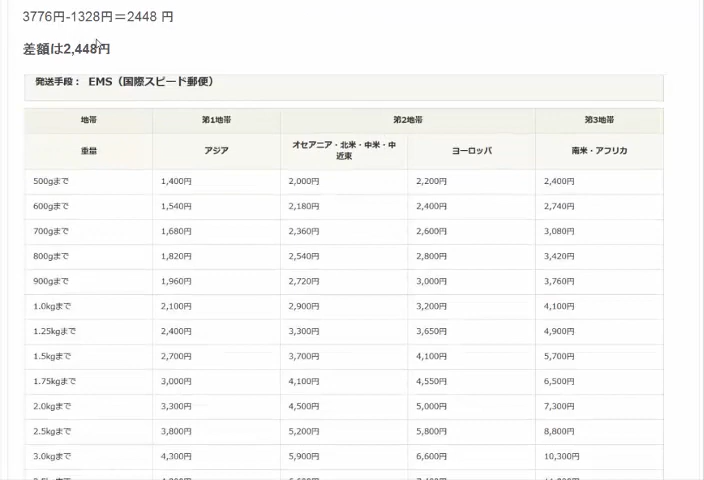 3776円-1328円＝2448 円
差額は2,448円
発送手段： EMS（国際スピード郵便）
地帯 第1地帯 第2地帯 第3地帯
重量 アジア オセアニア・北米・中米・中近東 ヨーロッパ 南米・アフリカ
500gまで 1,400円 2,000円 2,200円 2,400円
600gまで 1,540円 2,180円 2,400円 2,740円
700gまで 1,680円 2,360円 2,600円 3,080円
800gまで 1,820円 2,540円 2,800円 3,420円
900gまで 1,960円 2,720円 3,000円 3,760円
1.0kgまで 2,100円 2,900円 3,200円 4,100円
1.25kgまで 2,400円 3,300円 3,650円 4,900円
1.5kgまで 2,700円 3,700円 4,100円 5,700円
1.75kgまで 3,000円 4,100円 4,550円 6,500円
2.0kgまで 3,300円 4,500円 5,000円 7,300円
2.5kgまで 3,800円 5,200円 5,800円 8,800円
3.0kgまで 4,300円 5,900円 6,600円 10,300円